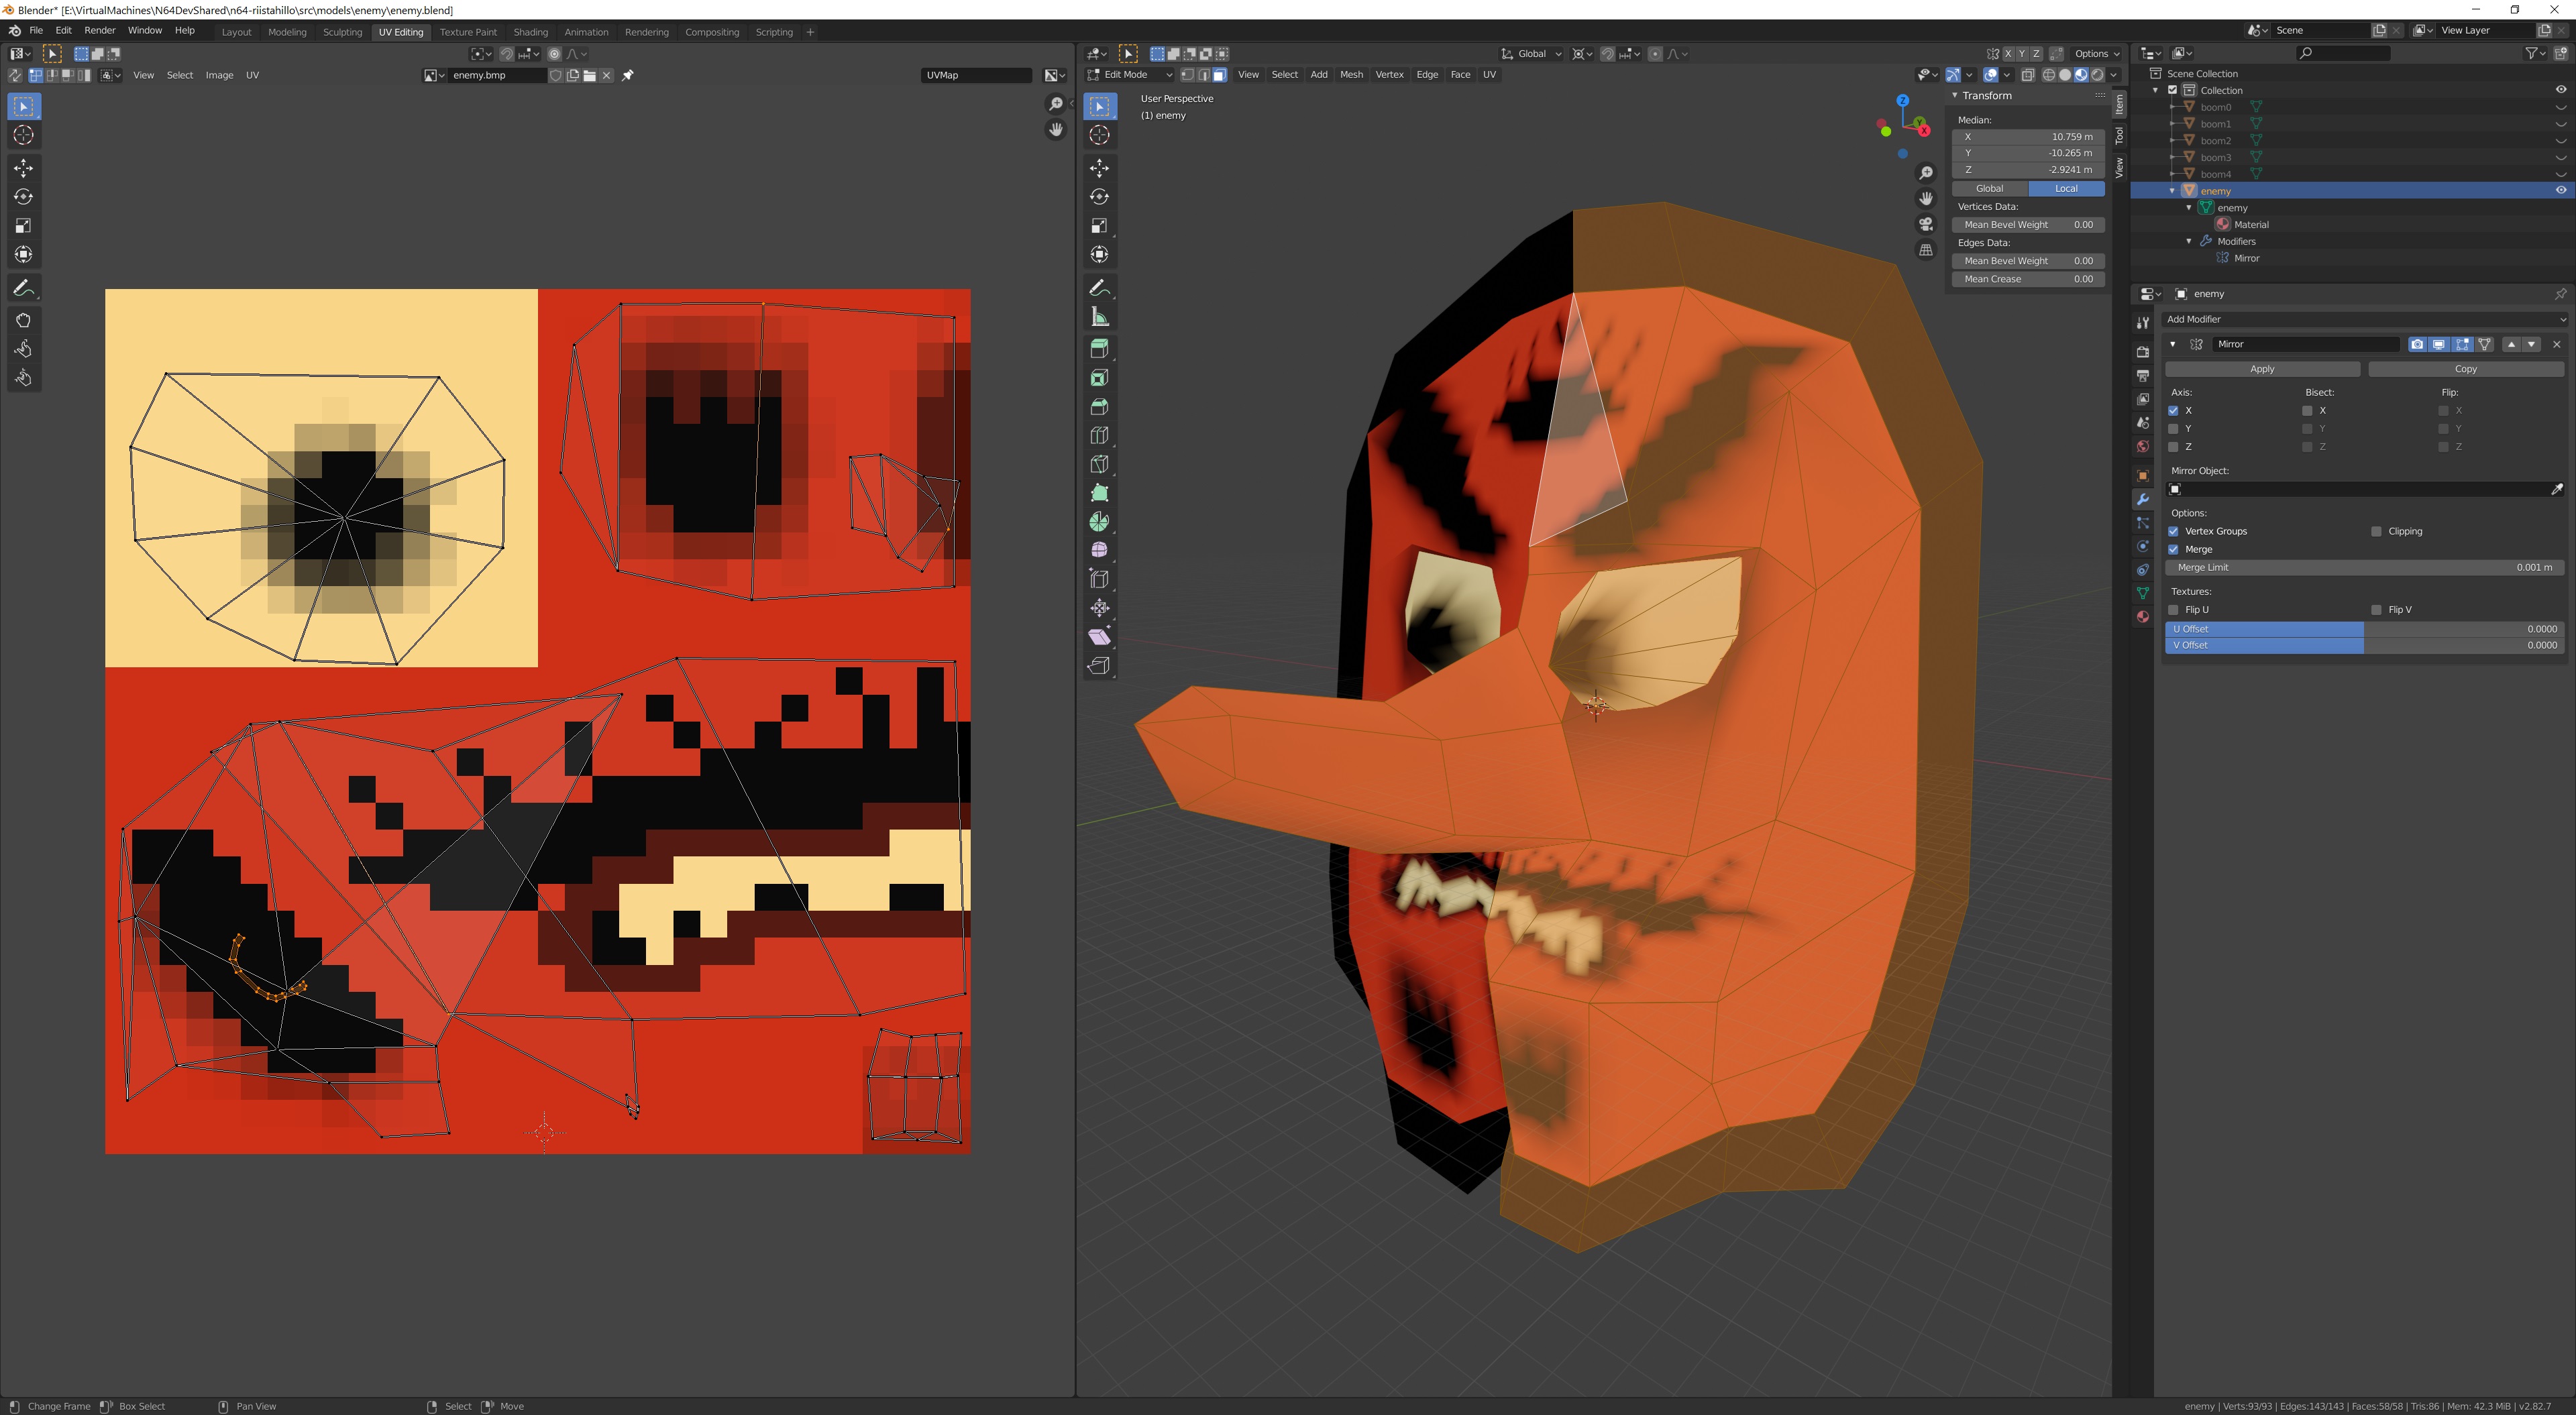 Blender* [E:\VirtualMachines\N64DevShared\n64-riistahillo\src\models\enemy\enemy.blend]
File Edit Render Window Help Layout Modeling Sculpting UV Editing Texture Paint Shading Animation Rendering Compositing Scripting + Scene View Layer
Global X Y Z Options
View Select Image UV enemy.bmp UVMap Edit Mode View Select Add Mesh Vertex Edge Face UV
User Perspective
(1) enemy
Z
Y
X
Transform
Median:
X 10.759 m
Y -10.265 m
Z -2.9241 m
Global Local
Vertices Data:
Mean Bevel Weight 0.00
Edges Data:
Mean Bevel Weight 0.00
Mean Crease 0.00
Item
Tool
View
Scene Collection
Collection
boom0
boom1
boom2
boom3
boom4
enemy
enemy
Material
Modifiers
Mirror
enemy
Add Modifier
Mirror
Apply Copy
Axis: Bisect: Flip:
X X X
Y Y Y
Z Z Z
Mirror Object:
Options:
Vertex Groups Clipping
Merge
Merge Limit 0.001 m
Textures:
Flip U Flip V
U Offset 0.0000
V Offset 0.0000
Change Frame Box Select Pan View Select Move enemy | Verts:93/93 | Edges:143/143 | Faces:58/58 | Tris:86 | Mem: 42.3 MiB | v2.82.7